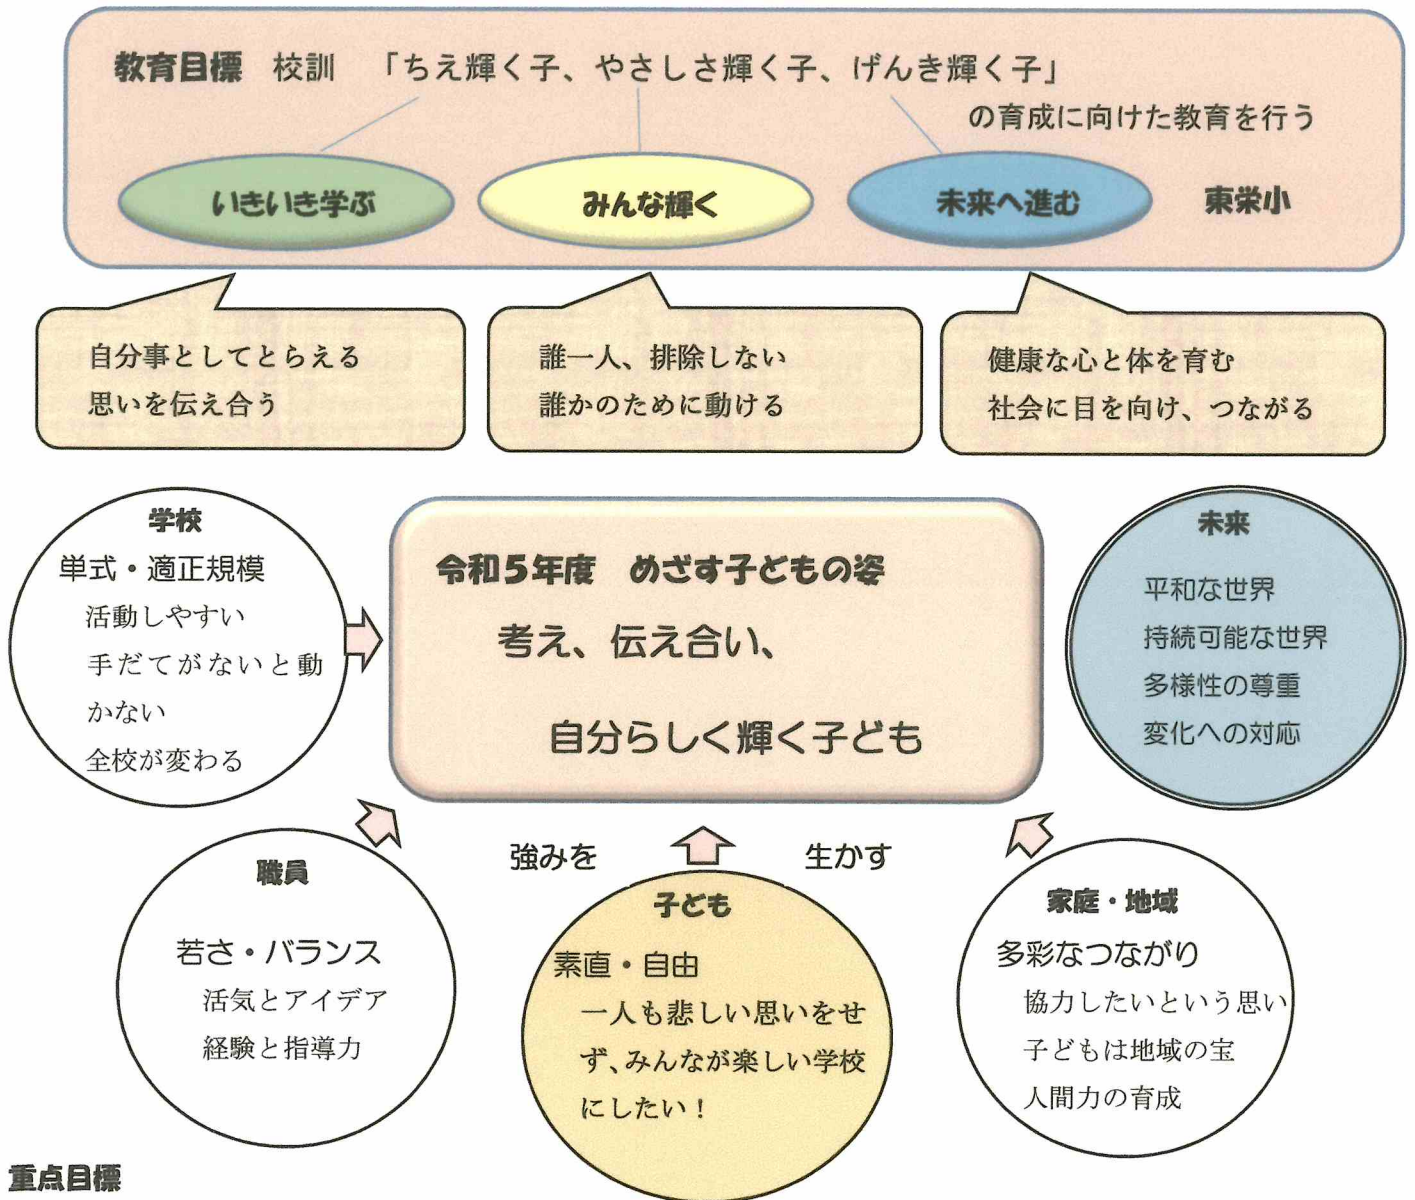 教育目標 校訓 「ちえ輝く子、やさしさ輝く子、げんき輝く子」
の育成に向けた教育を行う
いきいき学ぶ
みんな輝く
未来へ進む
東栄小
自分事としてとらえる
思いを伝え合う
誰一人、排除しない
誰かのために動ける
健康な心と体を育む
社会に目を向け、つながる
学校
単式・適正規模
活動しやすい
手だてがないと動
かない
全校が変わる
令和5年度 めざす子どもの姿
考え、伝え合い、
自分らしく輝く子ども
未来
平和な世界
持続可能な世界
多様性の尊重
変化への対応
職員
若さ・バランス
活気とアイデア
経験と指導力
強みを
生かす
子ども
素直・自由
一人も悲しい思いをせ
ず、みんなが楽しい学校
にしたい!
家庭・地域
多彩なつながり
協力したいという思い
子どもは地域の宝
人間力の育成
重点目標